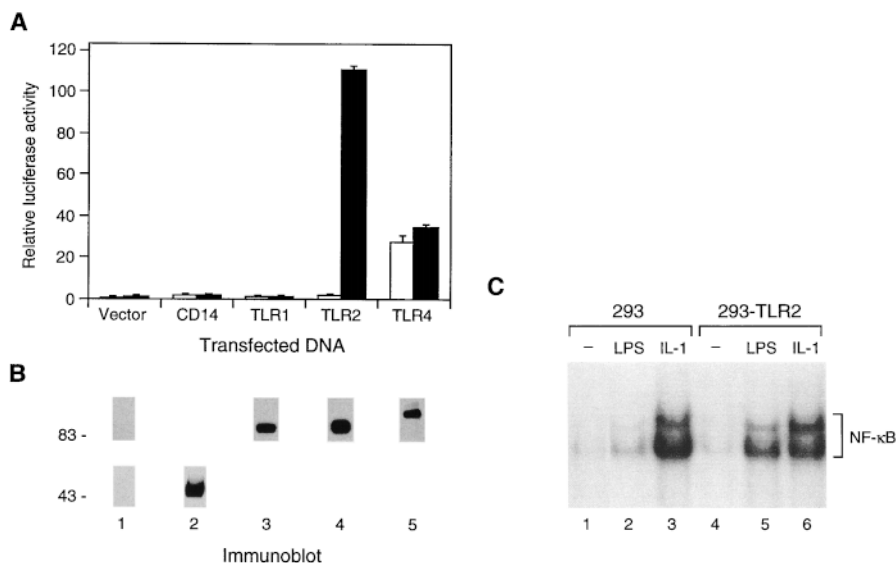 A
Relative luciferase activity
120
100
80
60
40
20
0
Vector CD14 TLR1 TLR2 TLR4
Transfected DNA
B
83 -
43 -
1 2 3 4 5
Immunoblot
C
293 293-TLR2
– LPS IL-1 – LPS IL-1
NF-κB
1 2 3 4 5 6